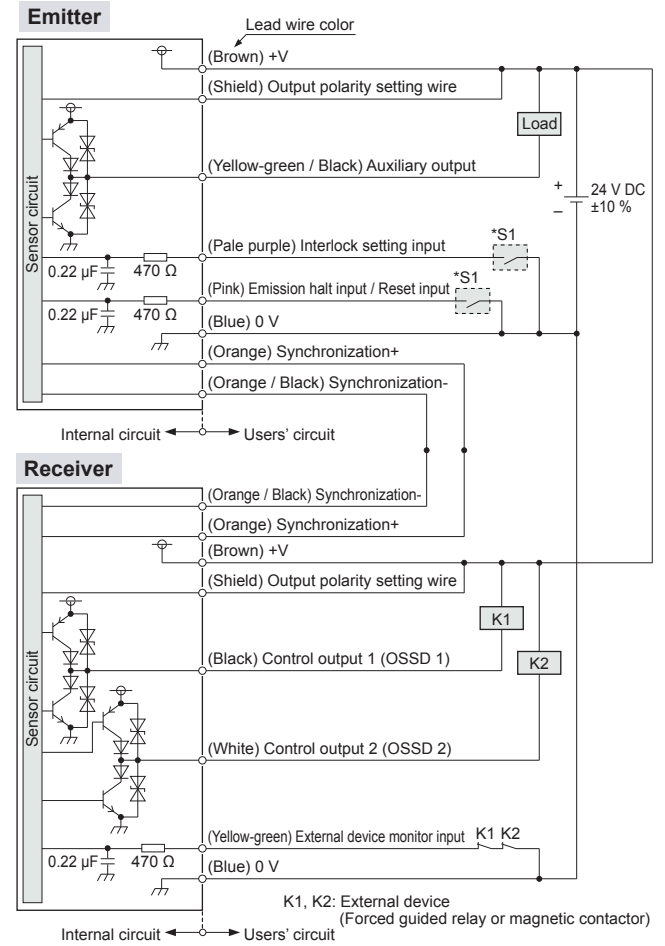 Emitter
Lead wire color
(Brown) +V
(Shield) Output polarity setting wire
Load
(Yellow-green / Black) Auxiliary output
+
24 V DC
–
±10 %
Sensor circuit
(Pale purple) Interlock setting input
*S1
0.22 µF
470 Ω
(Pink) Emission halt input / Reset input
*S1
0.22 µF
470 Ω
(Blue) 0 V
(Orange) Synchronization+
(Orange / Black) Synchronization-
Internal circuit
Users' circuit
Receiver
(Orange / Black) Synchronization-
(Orange) Synchronization+
(Brown) +V
(Shield) Output polarity setting wire
K1
(Black) Control output 1 (OSSD 1)
K2
Sensor circuit
(White) Control output 2 (OSSD 2)
(Yellow-green) External device monitor input K1 K2
0.22 µF
470 Ω
(Blue) 0 V
K1, K2: External device
(Forced guided relay or magnetic contactor)
Internal circuit
Users' circuit